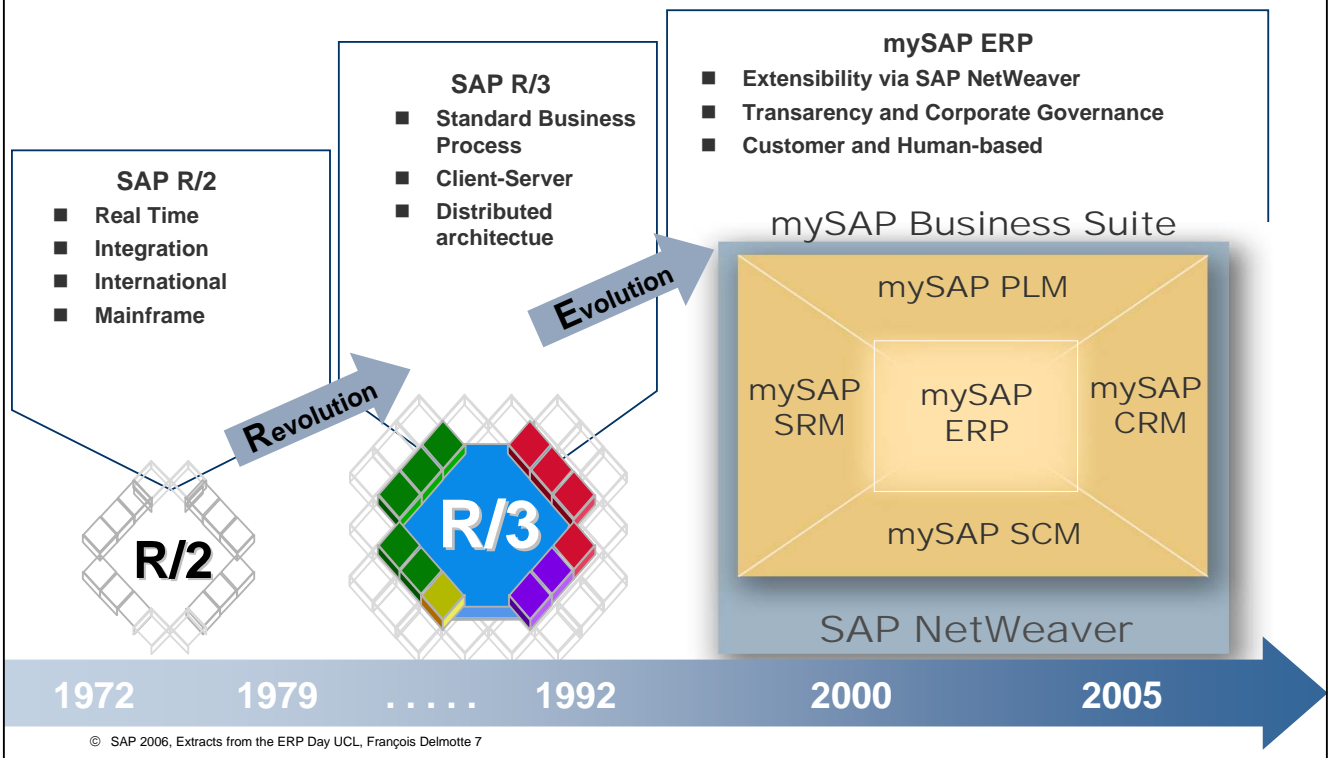 mySAP ERP
■ Extensibility via SAP NetWeaver
■ Transarency and Corporate Governance
■ Customer and Human-based
SAP R/3
■ Standard Business
Process
■ Client-Server
■ Distributed
architectue
SAP R/2
■ Real Time
■ Integration
■ International
■ Mainframe
Revolution
Evolution
R/2
R/3
mySAP Business Suite
mySAP PLM
mySAP
SRM
mySAP
ERP
mySAP
CRM
mySAP SCM
SAP NetWeaver
1972 1979 . . . . . 1992 2000 2005
© SAP 2006, Extracts from the ERP Day UCL, François Delmotte 7